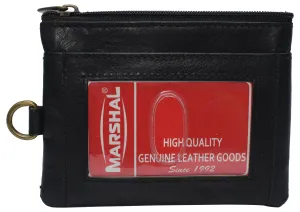 MARSHAL
HIGH QUALITY
GENUINE LEATHER GOODS
Since 1992